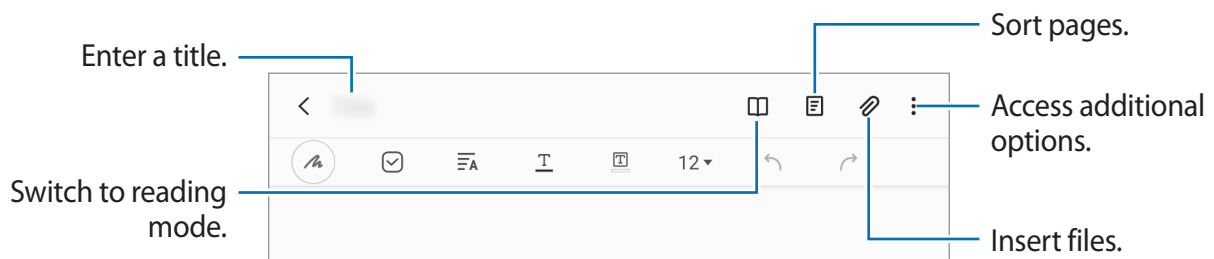 Sort pages.
Enter a title.
Access additional
options.
A
T
T
12
Switch to reading
mode.
Insert files.